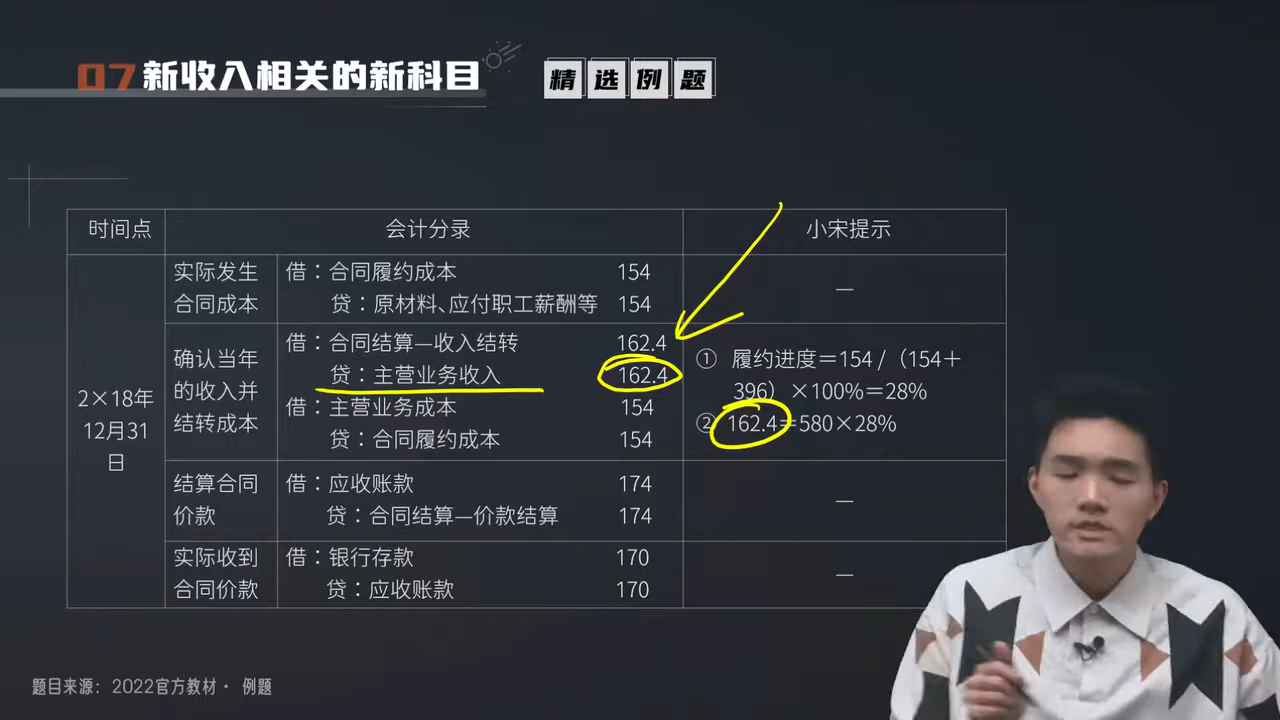 07新收入相关的新科目
精选例题
时间点 会计分录 小宋提示
2×18年
12月31
日
实际发生
合同成本
借：合同履约成本 154
贷：原材料、应付职工薪酬等 154
—
确认当年
的收入并
结转成本
借：合同结算—收入结转 162.4
贷：主营业务收入 162.4
借：主营业务成本 154
贷：合同履约成本 154
① 履约进度＝154 /（154＋
396）×100%＝28%
② 162.4＝580×28%
结算合同
价款
借：应收账款 174
贷：合同结算—价款结算 174
—
实际收到
合同价款
借：银行存款 170
贷：应收账款 170
—
题目来源：2022官方教材· 例题